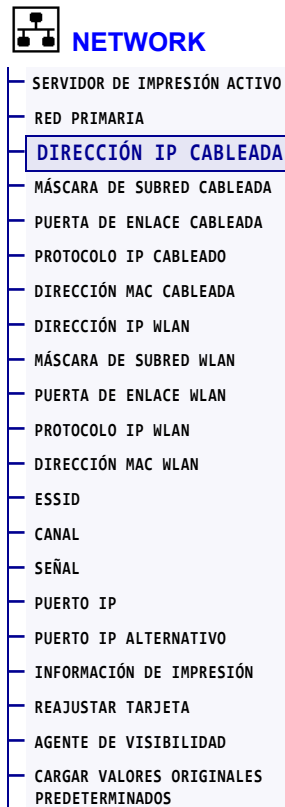 NETWORK
SERVIDOR DE IMPRESIÓN ACTIVO
RED PRIMARIA
DIRECCIÓN IP CABLEADA
MÁSCARA DE SUBRED CABLEADA
PUERTA DE ENLACE CABLEADA
PROTOCOLO IP CABLEADO
DIRECCIÓN MAC CABLEADA
DIRECCIÓN IP WLAN
MÁSCARA DE SUBRED WLAN
PUERTA DE ENLACE WLAN
PROTOCOLO IP WLAN
DIRECCIÓN MAC WLAN
ESSID
CANAL
SEÑAL
PUERTO IP
PUERTO IP ALTERNATIVO
INFORMACIÓN DE IMPRESIÓN
REAJUSTAR TARJETA
AGENTE DE VISIBILIDAD
CARGAR VALORES ORIGINALES
PREDETERMINADOS